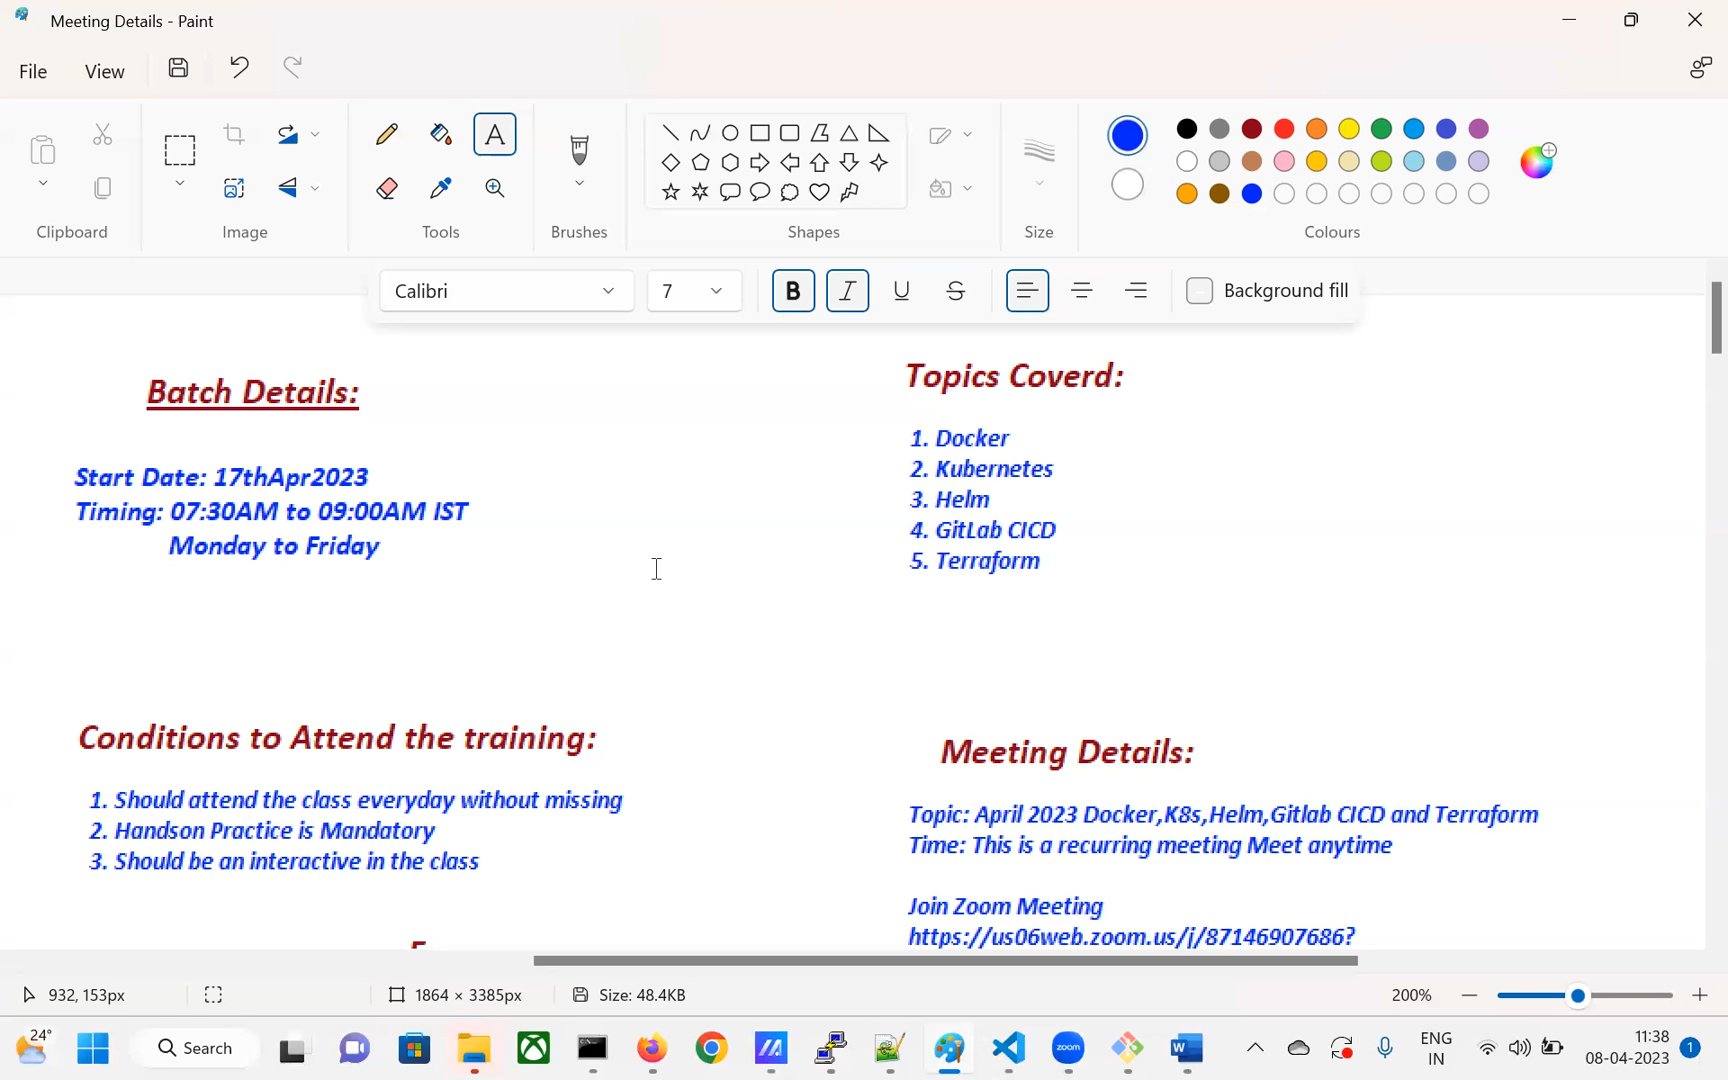 Meeting Details - Paint
File
View
Clipboard
Image
Tools
Brushes
Shapes
Size
Colours
Calibri
7
B
I
U
S
Background fill
Batch Details:
Start Date: 17thApr2023
Timing: 07:30AM to 09:00AM IST
Monday to Friday
Topics Coverd:
1. Docker
2. Kubernetes
3. Helm
4. GitLab CICD
5. Terraform
Conditions to Attend the training:
1. Should attend the class everyday without missing
2. Handson Practice is Mandatory
3. Should be an interactive in the class
Meeting Details:
Topic: April 2023 Docker,K8s,Helm,Gitlab CICD and Terraform
Time: This is a recurring meeting Meet anytime
Join Zoom Meeting
https://us06web.zoom.us/j/87146907686?
932, 153px
1864 × 3385px
Size: 48.4KB
200%
24°
Search
zoom
ENG
IN
11:38
08-04-2023
1